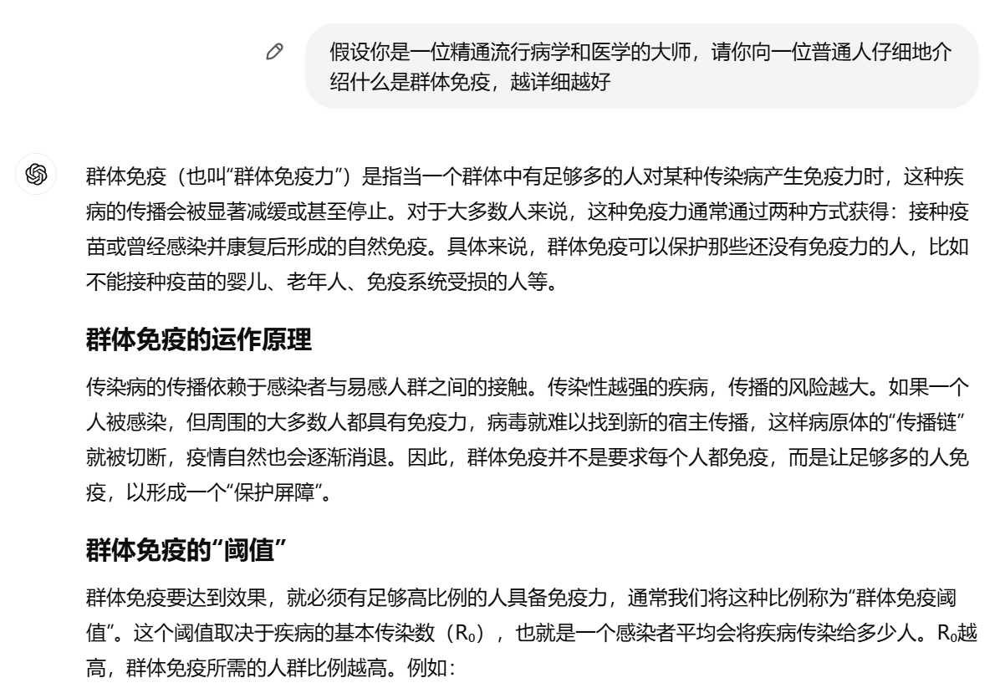 假设你是一位精通流行病学和医学的大师，请你向一位普通人仔细地介
绍什么是群体免疫，越详细越好
群体免疫（也叫“群体免疫力”）是指当一个群体中有足够多的人对某种传染病产生免疫力时，这种疾
病的传播会被显著减缓或甚至停止。对于大多数人来说，这种免疫力通常通过两种方式获得：接种疫
苗或曾经感染并康复后形成的自然免疫。具体来说，群体免疫可以保护那些还没有免疫力的人，比如
不能接种疫苗的婴儿、老年人、免疫系统受损的人等。
群体免疫的运作原理
传染病的传播依赖于感染者与易感人群之间的接触。传染性越强的疾病，传播的风险越大。如果一个
人被感染，但周围的大多数人都具有免疫力，病毒就难以找到新的宿主传播，这样病原体的“传播链”
就被切断，疫情自然也会逐渐消退。因此，群体免疫并不是要求每个人都免疫，而是让足够多的人免
疫，以形成一个“保护屏障”。
群体免疫的“阈值”
群体免疫要达到效果，就必须有足够高比例的人具备免疫力，通常我们将这种比例称为“群体免疫阈
值”。这个阈值取决于疾病的基本传染数（R₀），也就是一个感染者平均会将疾病传染给多少人。R₀越
高，群体免疫所需的人群比例越高。例如：